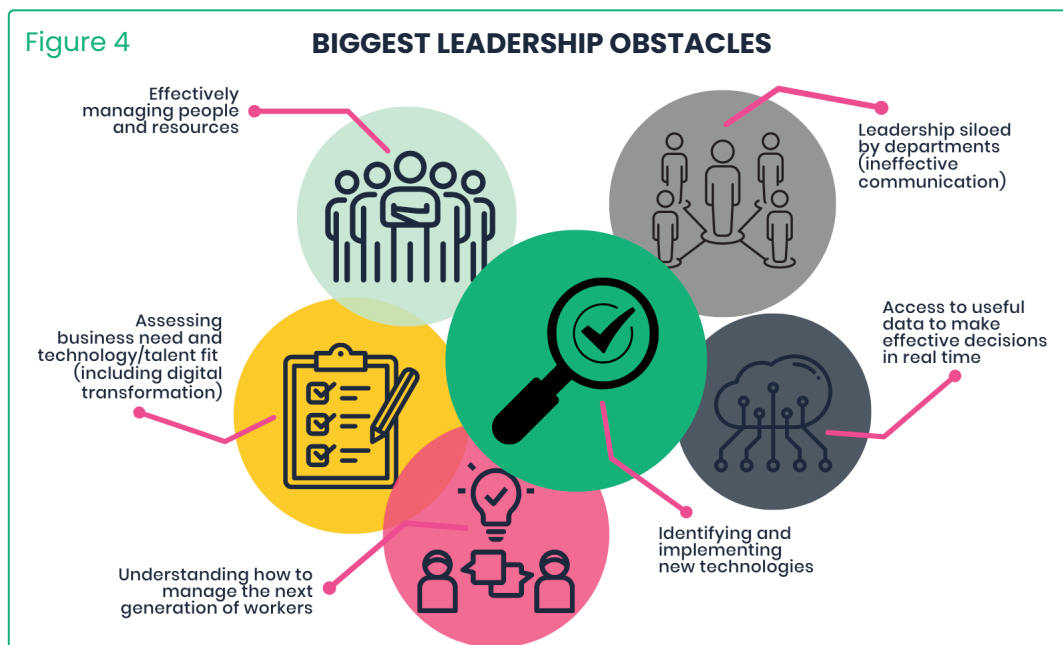 Figure 4
BIGGEST LEADERSHIP OBSTACLES
Effectively
managing people
and resources
Leadership siloed
by departments
(ineffective
communication)
Assessing
business need and
technology/talent fit
(including digital
transformation)
Access to useful
data to make
effective decisions
in real time
Understanding how to
manage the next
generation of workers
Identifying and
implementing
new technologies